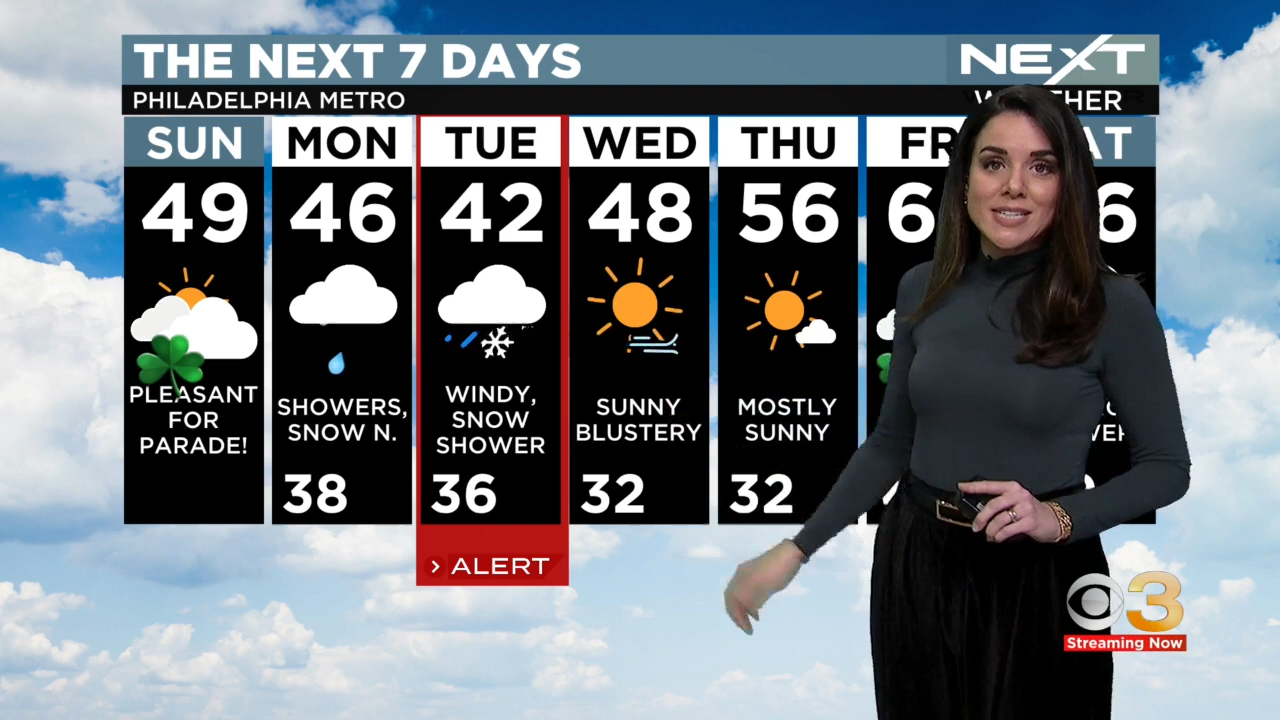 THE NEXT 7 DAYS
NEXT
PHILADELPHIA METRO
SUN
MON
TUE
WED
THU
49
46
42
48
56
PLEASANT
FOR
PARADE!
SHOWERS,
SNOW N.
WINDY,
SNOW
SHOWER
SUNNY
BLUSTERY
MOSTLY
SUNNY
38
36
32
32
> ALERT
3
Streaming Now